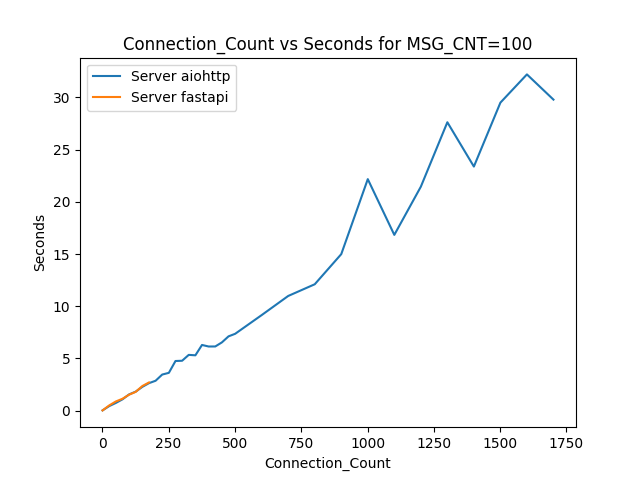 Connection_Count vs Seconds for MSG_CNT=100
Server aiohttp
Server fastapi
30
25
20
15
10
5
0
Seconds
0 250 500 750 1000 1250 1500 1750
Connection_Count